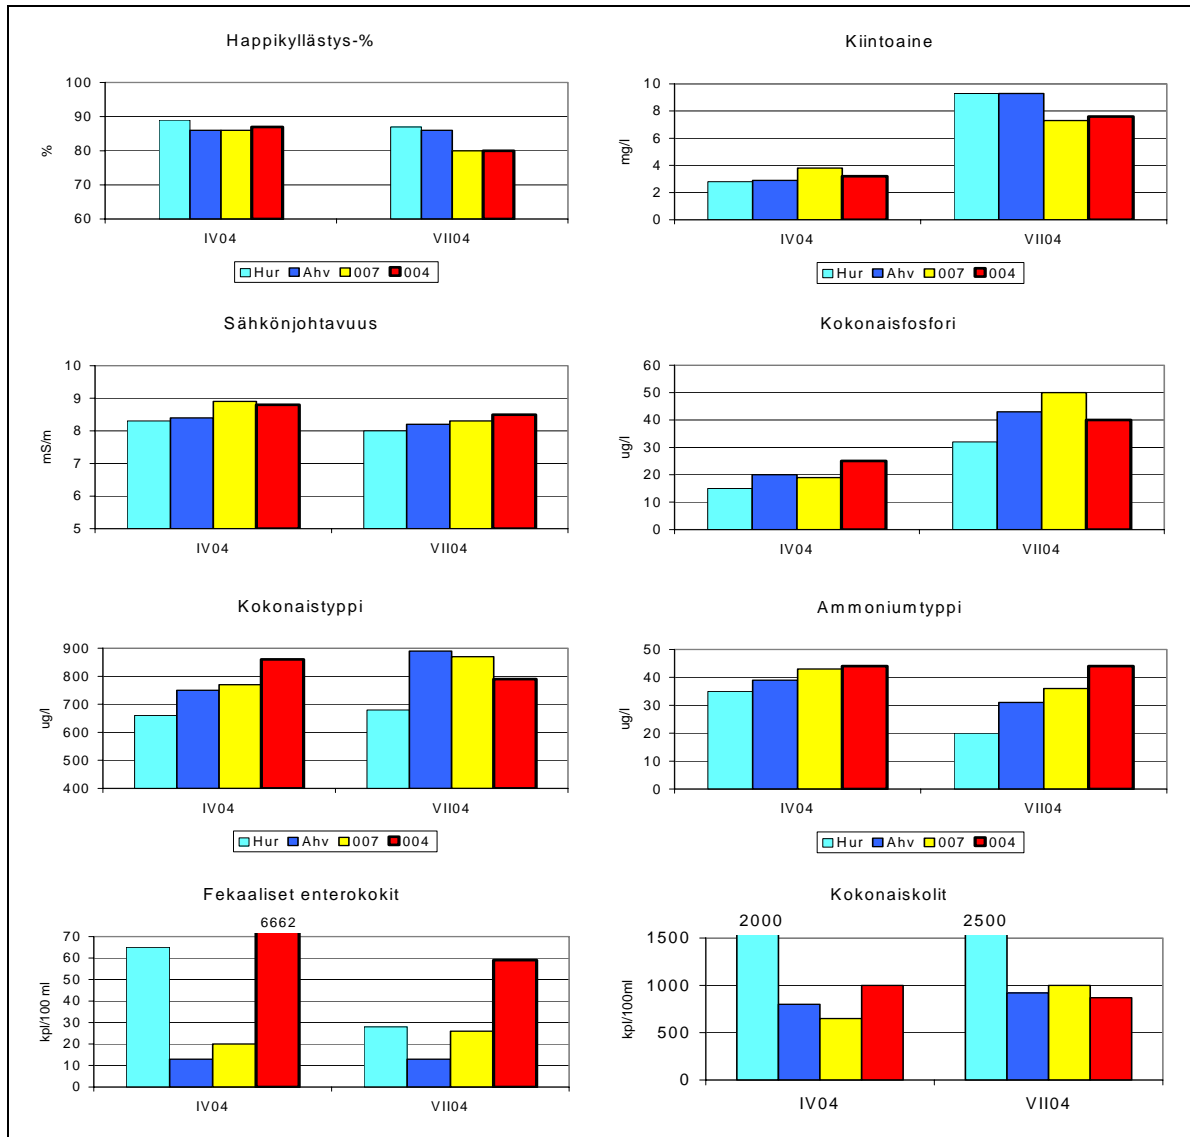 Happikyllästys-%
100
90
80
70
60
%
IV04 VII04
Hur Ahv 007 004
Kiintoaine
10
8
6
4
2
0
mg/l
IV04 VII04
Hur Ahv 007 004
Sähkönjohtavuus
10
9
8
7
6
5
mS/m
IV04 VII04
Kokonaisfosfori
60
50
40
30
20
10
0
ug/l
IV04 VII04
Kokonaistyppi
900
800
700
600
500
400
ug/l
IV04 VII04
Hur Ahv 007 004
Ammoniumtyppi
50
40
30
20
10
0
ug/l
IV04 VII04
Hur Ahv 007 004
Fekaaliset enterokokit
6662
70
60
50
40
30
20
10
0
kpl/100 ml
IV04 VII04
Kokonaiskolit
2000 2500
1500
1000
500
0
kpl/100ml
IV04 VII04